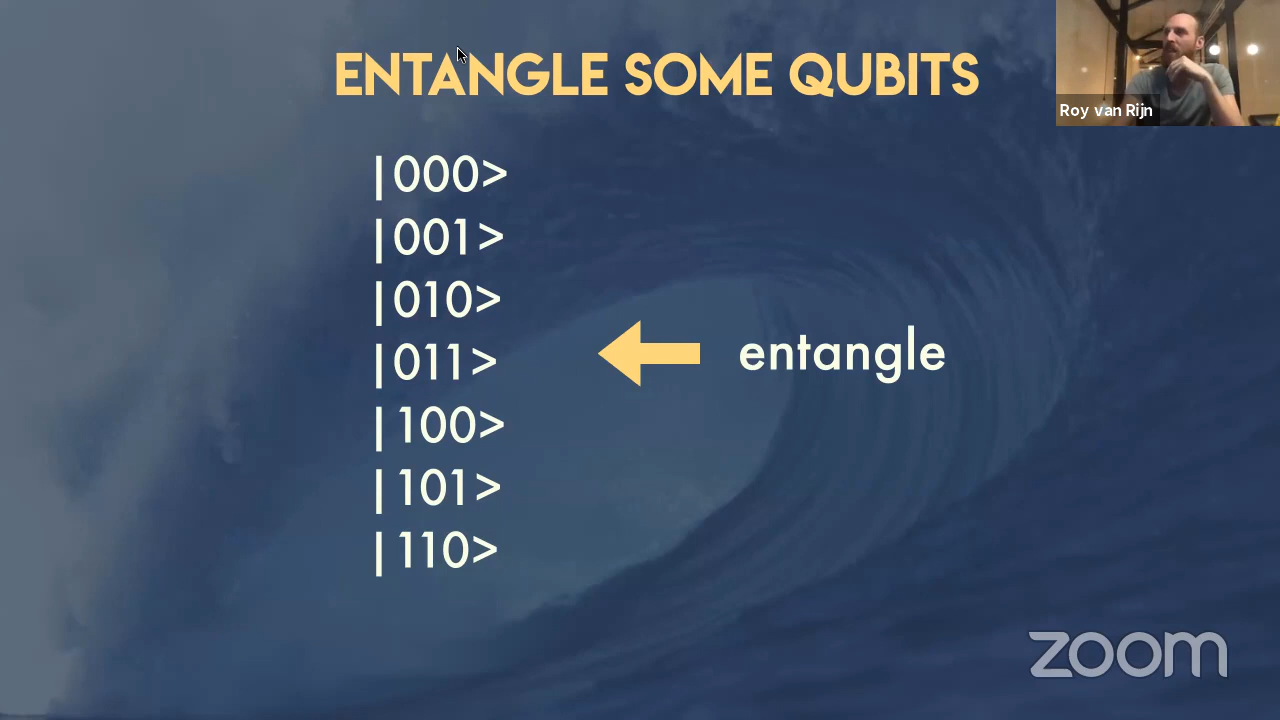 ENTANGLE SOME QUBITS
Roy van Rijn
|000>
|001>
|010>
|011>
entangle
|100>
|101>
|110>
zoom